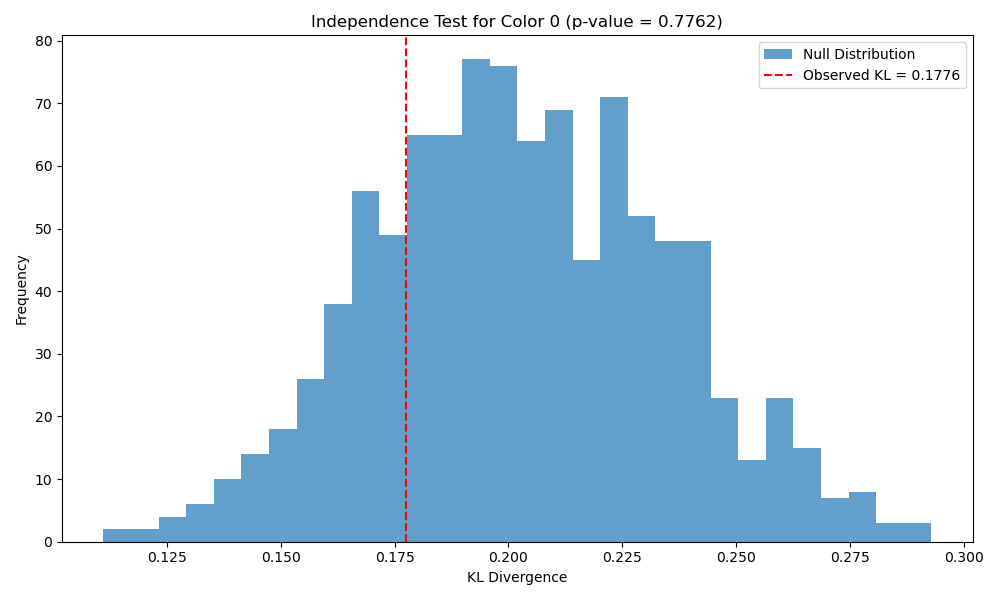 Independence Test for Color 0 (p-value = 0.7762)
Null Distribution
Observed KL = 0.1776
80
70
60
50
40
30
20
10
0
Frequency
0.125 0.150 0.175 0.200 0.225 0.250 0.275 0.300
KL Divergence